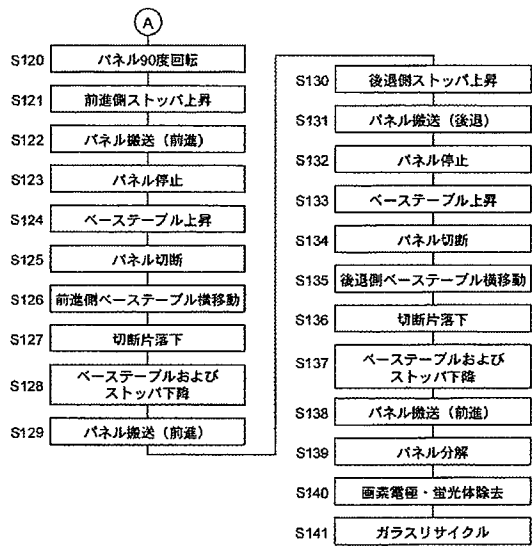 A
S120 パネル90度回転
S121 前進側ストッパ上昇
S122 パネル搬送（前進）
S123 パネル停止
S124 ベーステーブル上昇
S125 パネル切断
S126 前進側ベーステーブル横移動
S127 切断片落下
S128 ベーステーブルおよび
ストッパ下降
S129 パネル搬送（前進）
S130 後退側ストッパ上昇
S131 パネル搬送（後退）
S132 パネル停止
S133 ベーステーブル上昇
S134 パネル切断
S135 後退側ベーステーブル横移動
S136 切断片落下
S137 ベーステーブルおよび
ストッパ下降
S138 パネル搬送（前進）
S139 パネル分解
S140 画素電極・蛍光体除去
S141 ガラスリサイクル